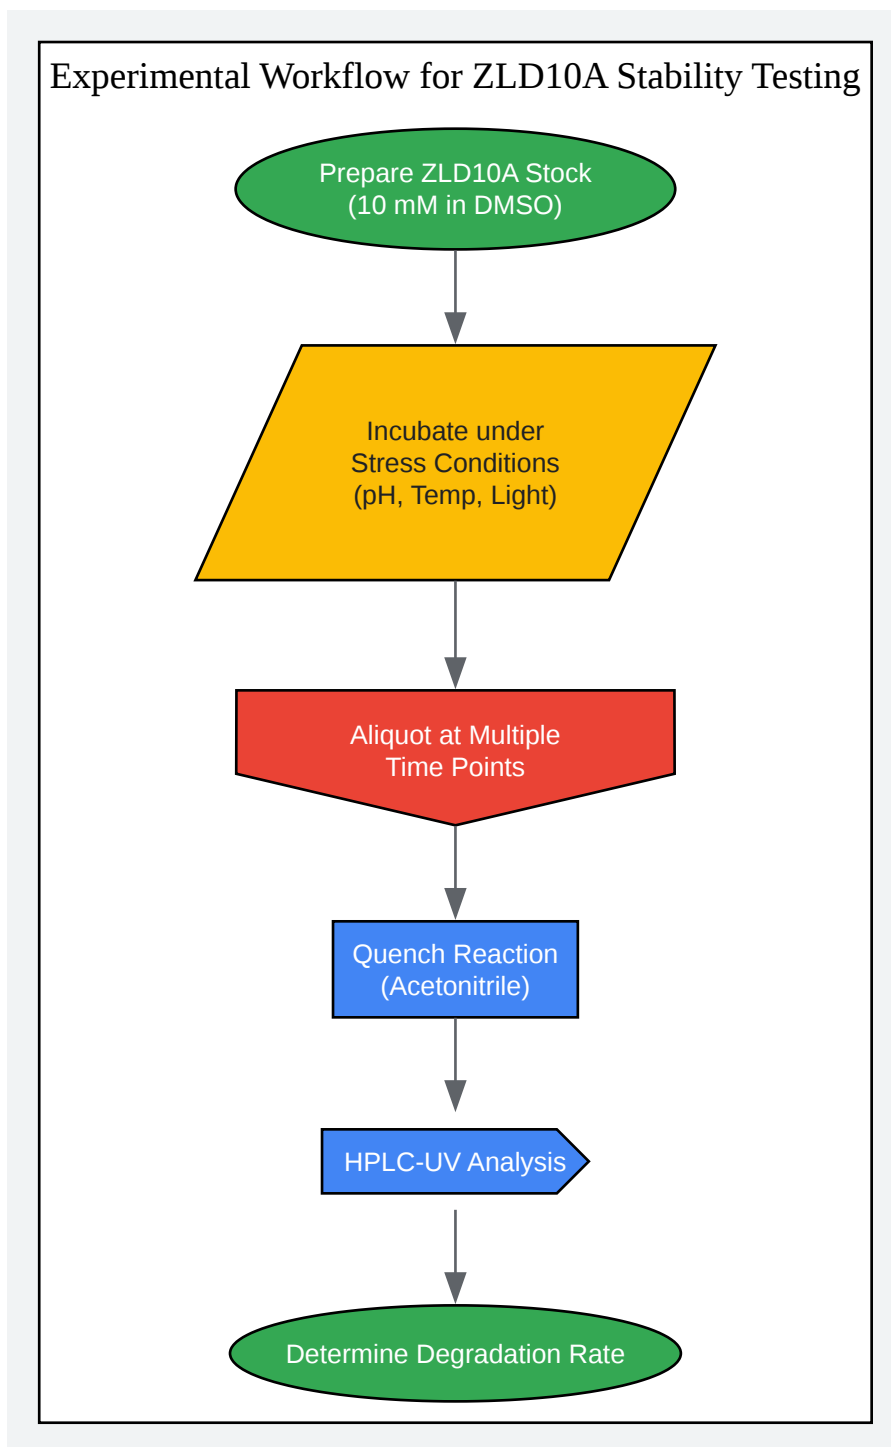 Experimental Workflow for ZLD10A Stability Testing
Prepare ZLD10A Stock
(10 mM in DMSO)
Incubate under
Stress Conditions
(pH, Temp, Light)
Aliquot at Multiple
Time Points
Quench Reaction
(Acetonitrile)
HPLC-UV Analysis
Determine Degradation Rate